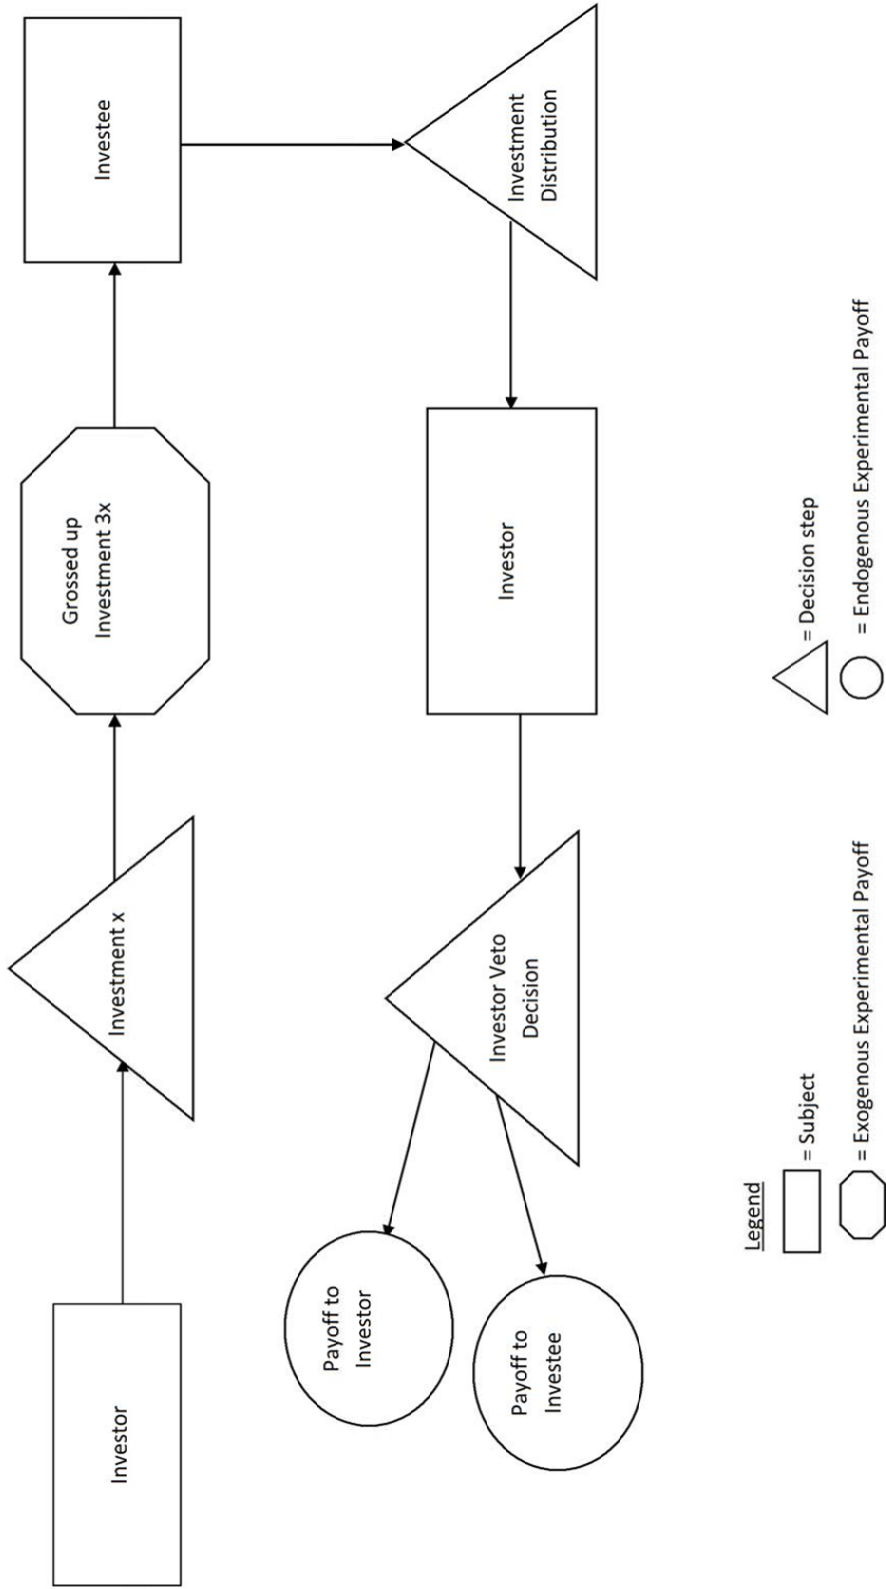 Investor
Investment x
Grossed up
Investment 3x
Investee
Investment
Distribution
Investor
Investor Veto
Decision
Payoff to
Investor
Payoff to
Investee
Legend
= Subject
= Decision step
= Exogenous Experimental Payoff
= Endogenous Experimental Payoff